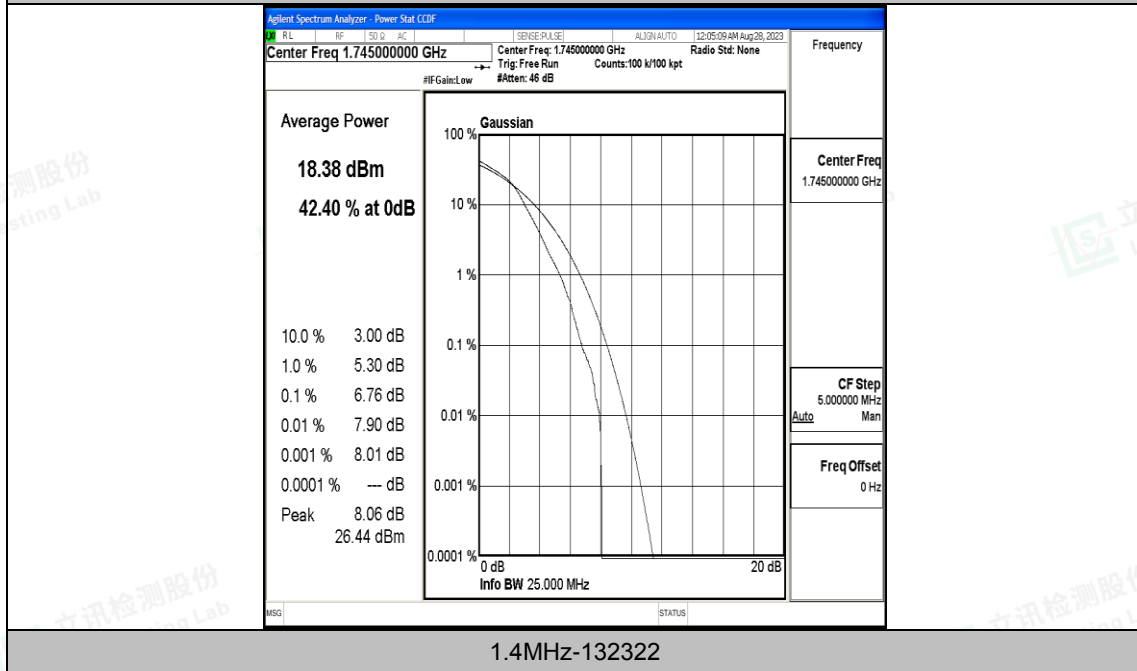 Agilent Spectrum Analyzer - Power Stat CCDF
LXI RL RF 50 Ω AC SENSE:PULSE ALIGN AUTO 12:05:09 AM Aug 28, 2023
Center Freq 1.745000000 GHz
Center Freq: 1.745000000 GHz Radio Std: None
Trig: Free Run Counts:100 k/100 kpt
#IFGain:Low #Atten: 46 dB
Frequency
Average Power
18.38 dBm
42.40 % at 0dB
10.0 % 3.00 dB
1.0 % 5.30 dB
0.1 % 6.76 dB
0.01 % 7.90 dB
0.001 % 8.01 dB
0.0001 % --- dB
Peak 8.06 dB
26.44 dBm
Gaussian
100 %
10 %
1 %
0.1 %
0.01 %
0.001 %
0.0001 %
0 dB 20 dB
Info BW 25.000 MHz
Center Freq
1.745000000 GHz
CF Step
5.000000 MHz
Auto Man
Freq Offset
0 Hz
MSG STATUS
1.4MHz-132322
立讯检测股份